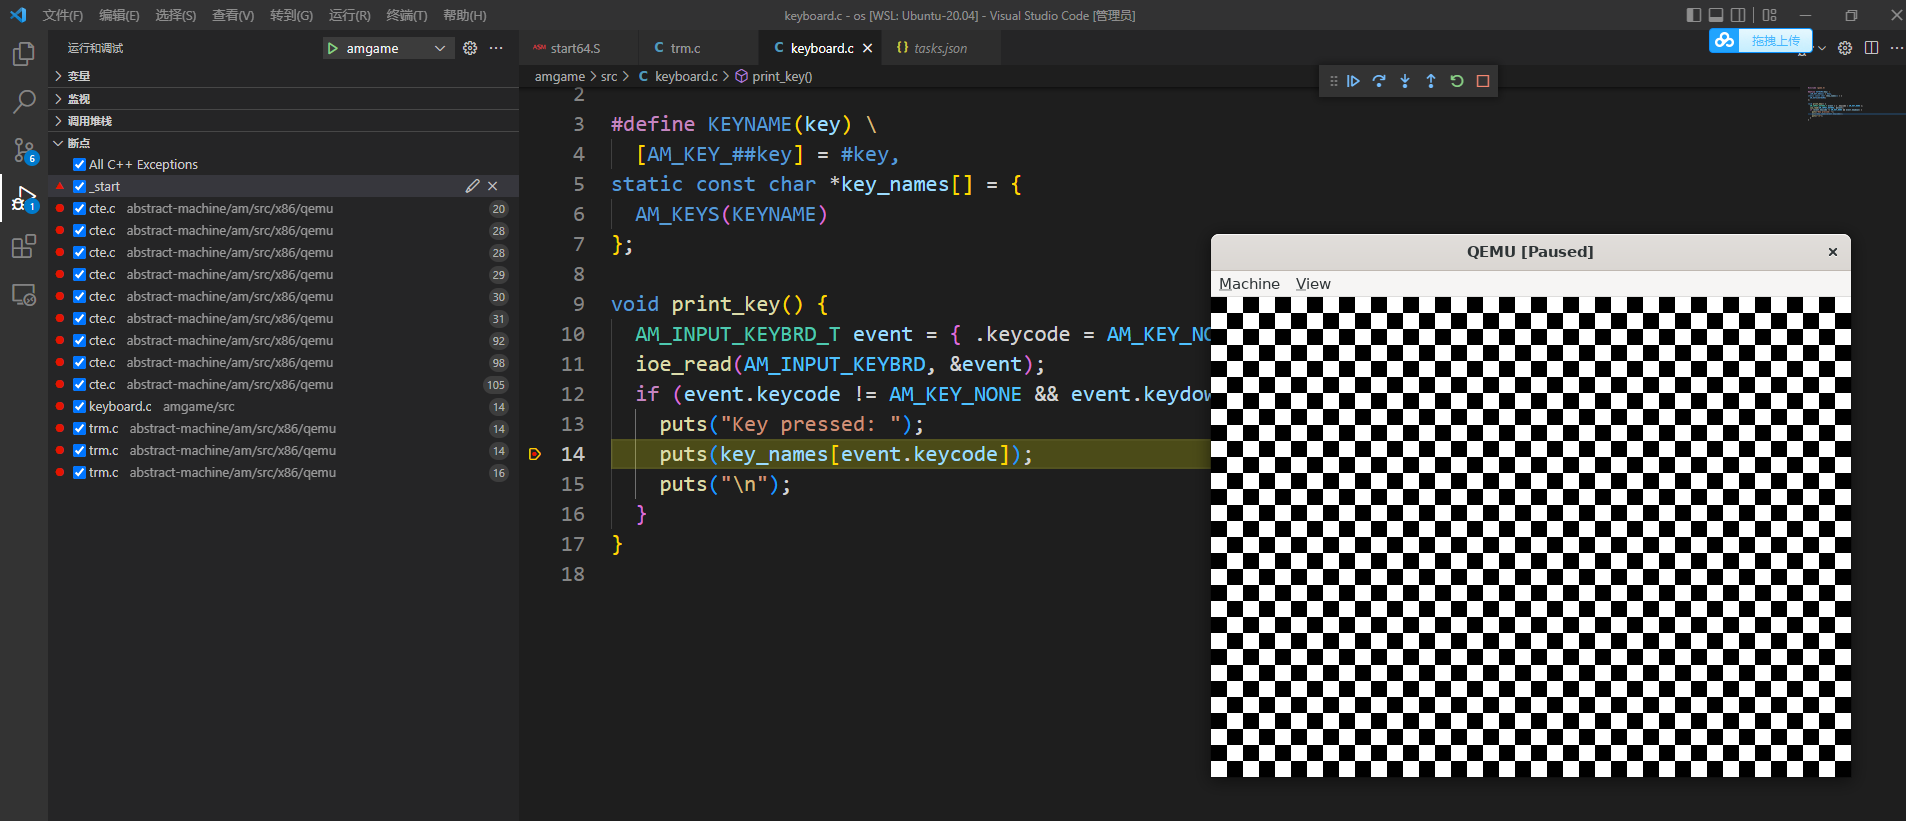 文件(F) 编辑(E) 选择(S) 查看(V) 转到(G) 运行(R) 终端(T) 帮助(H)
keyboard.c - os [WSL: Ubuntu-20.04] - Visual Studio Code [管理员]
运行和调试
amgame
变量
监视
调用堆栈
断点
All C++ Exceptions
_start
cte.c abstract-machine/am/src/x86/qemu 20
cte.c abstract-machine/am/src/x86/qemu 28
cte.c abstract-machine/am/src/x86/qemu 28
cte.c abstract-machine/am/src/x86/qemu 29
cte.c abstract-machine/am/src/x86/qemu 30
cte.c abstract-machine/am/src/x86/qemu 31
cte.c abstract-machine/am/src/x86/qemu 92
cte.c abstract-machine/am/src/x86/qemu 98
cte.c abstract-machine/am/src/x86/qemu 105
keyboard.c amgame/src 14
trm.c abstract-machine/am/src/x86/qemu 14
trm.c abstract-machine/am/src/x86/qemu 14
trm.c abstract-machine/am/src/x86/qemu 16
6
1
ASM start64.S
C trm.c
C keyboard.c
{} tasks.json
拖拽上传
amgame > src > C keyboard.c > print_key()
2
3 #define KEYNAME(key) \
4 [AM_KEY_##key] = #key,
5 static const char *key_names[] = {
6 AM_KEYS(KEYNAME)
7 };
8
9 void print_key() {
10 AM_INPUT_KEYBRD_T event = { .keycode = AM_KEY_NO
11 ioe_read(AM_INPUT_KEYBRD, &event);
12 if (event.keycode != AM_KEY_NONE && event.keydow
13 puts("Key pressed: ");
14 puts(key_names[event.keycode]);
15 puts("\n");
16 }
17 }
18
QEMU [Paused]
Machine View